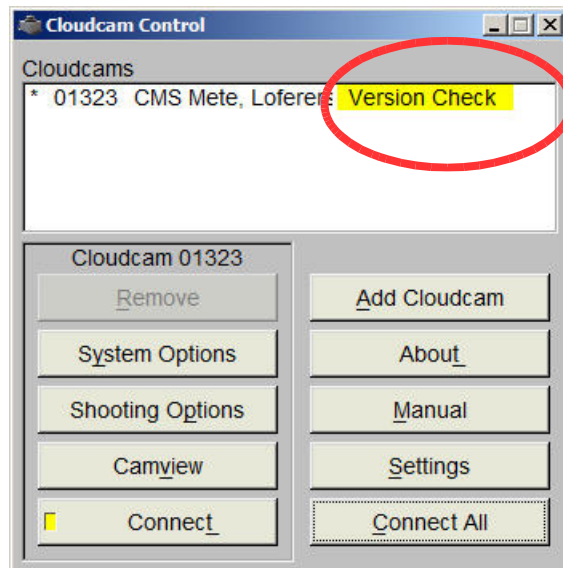 Cloudcam Control
Cloudcams
* 01323 CMS Mete, Loferers Version Check
Cloudcam 01323
Remove
Add Cloudcam
System Options
About
Shooting Options
Manual
Camview
Settings
Connect
Connect All